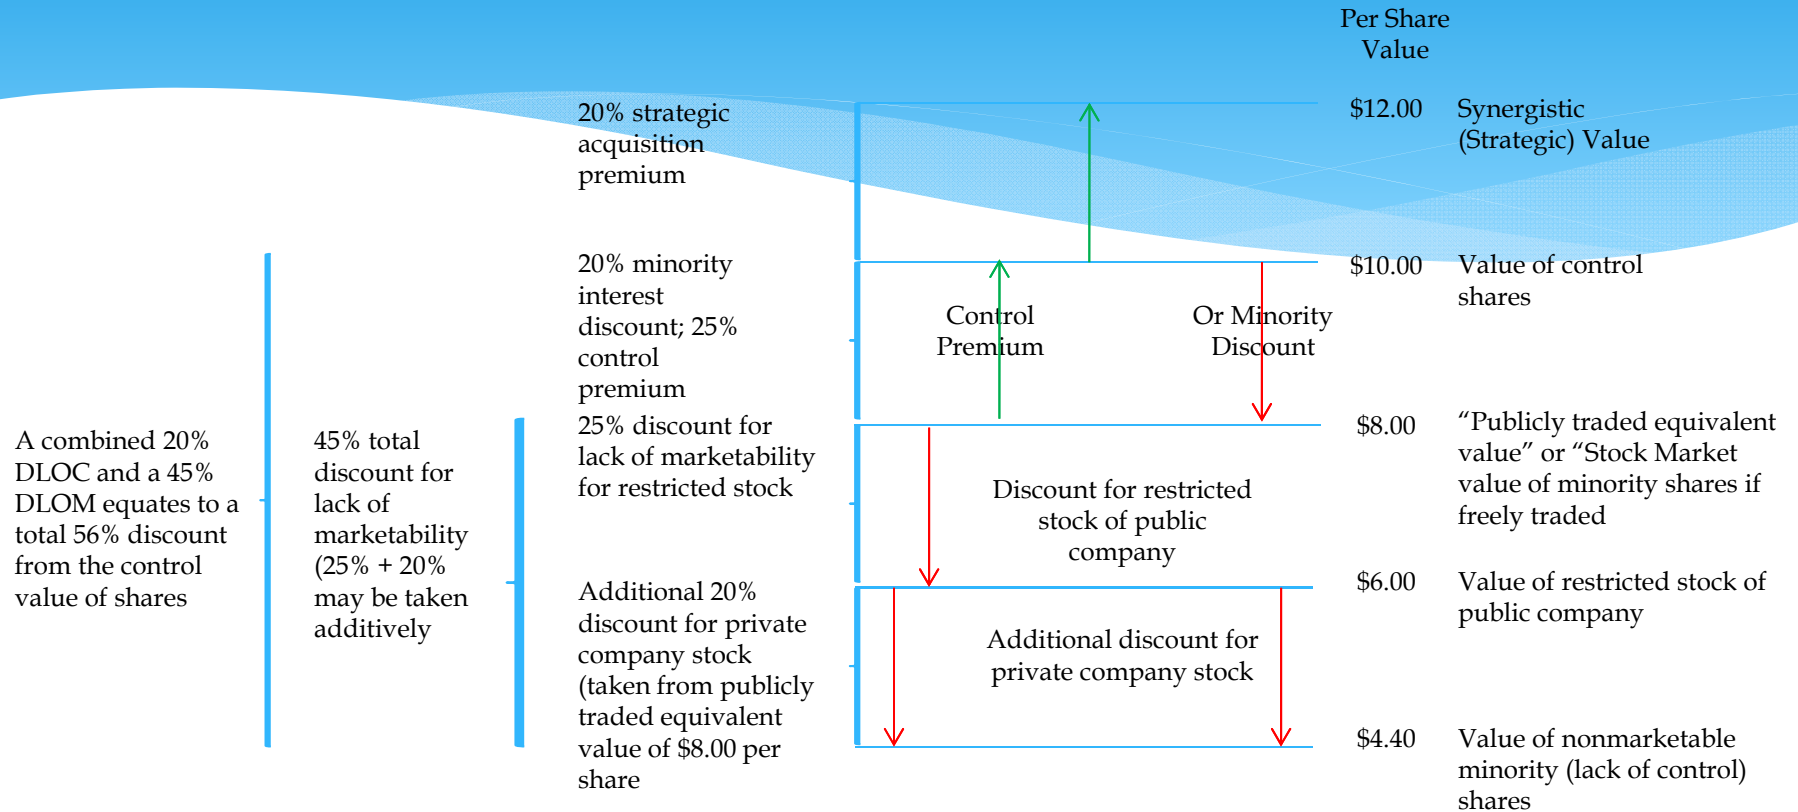 Per Share
Value
20% strategic
acquisition
premium
$12.00
Synergistic
(Strategic) Value
20% minority
interest
discount; 25%
control
premium
Control
Premium
Or Minority
Discount
$10.00
Value of control
shares
A combined 20%
DLOC and a 45%
DLOM equates to a
total 56% discount
from the control
value of shares
45% total
discount for
lack of
marketability
(25% + 20%
may be taken
additively
25% discount for
lack of marketability
for restricted stock
Discount for restricted
stock of public
company
$8.00
“Publicly traded equivalent
value” or “Stock Market
value of minority shares if
freely traded
Additional 20%
discount for private
company stock
(taken from publicly
traded equivalent
value of $8.00 per
share
Additional discount for
private company stock
$6.00
Value of restricted stock of
public company
$4.40
Value of nonmarketable
minority (lack of control)
shares